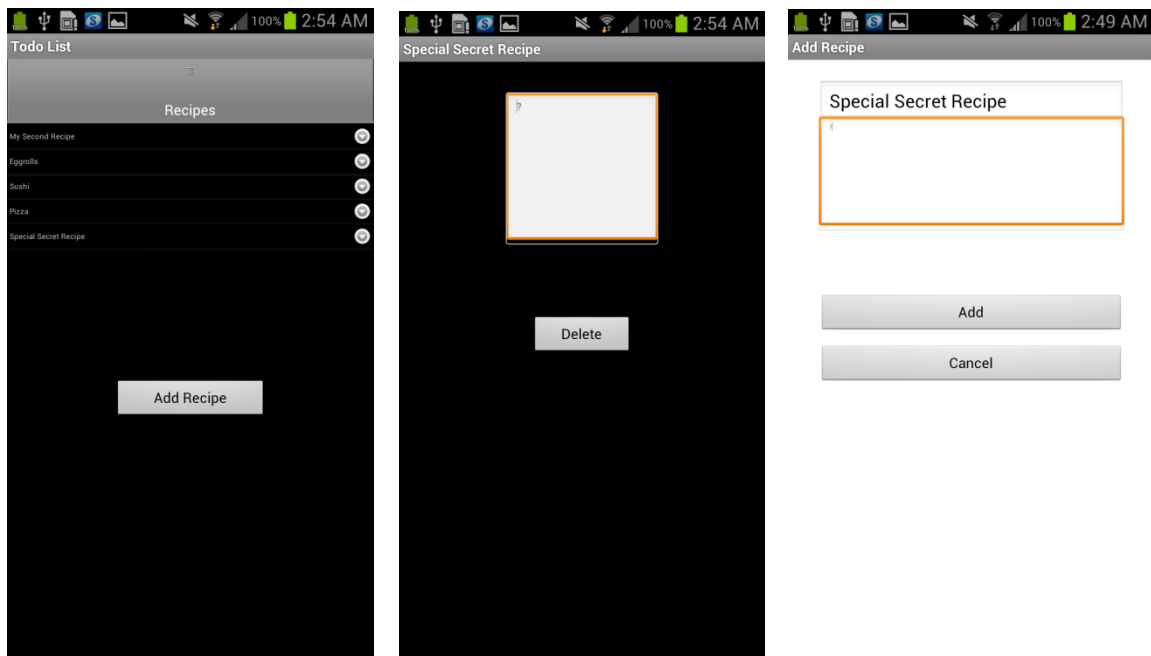 100% 2:54 AM
Todo List
Recipes
My Second Recipe
Eggrolls
Sushi
Pizza
Special Secret Recipe
Add Recipe
100% 2:54 AM
Special Secret Recipe
?
Delete
100% 2:49 AM
Add Recipe
Special Secret Recipe
Add
Cancel